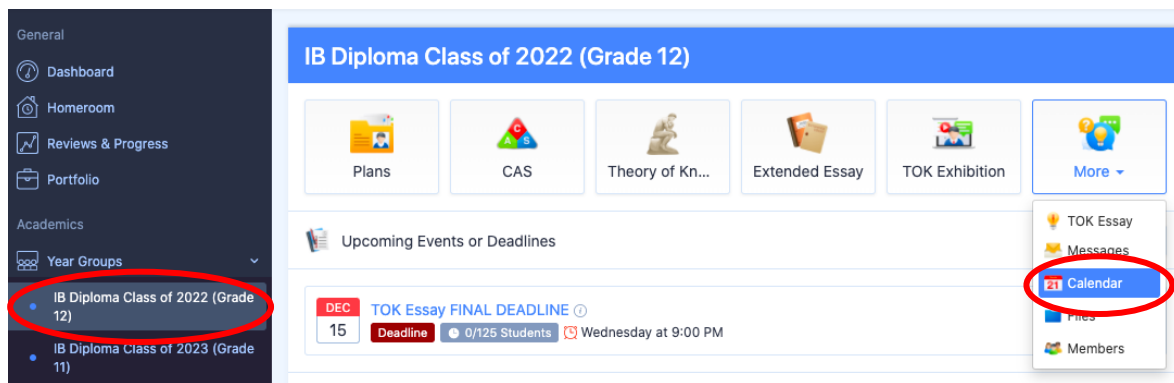 General
Dashboard
Homeroom
Reviews & Progress
Portfolio
Academics
Year Groups
IB Diploma Class of 2022 (Grade
12)
IB Diploma Class of 2023 (Grade
11)
IB Diploma Class of 2022 (Grade 12)
Plans
CAS
Theory of Kn...
Extended Essay
TOK Exhibition
More
TOK Essay
Messages
21 Calendar
Files
Members
Upcoming Events or Deadlines
DEC
15
TOK Essay FINAL DEADLINE
Deadline 0/125 Students Wednesday at 9:00 PM